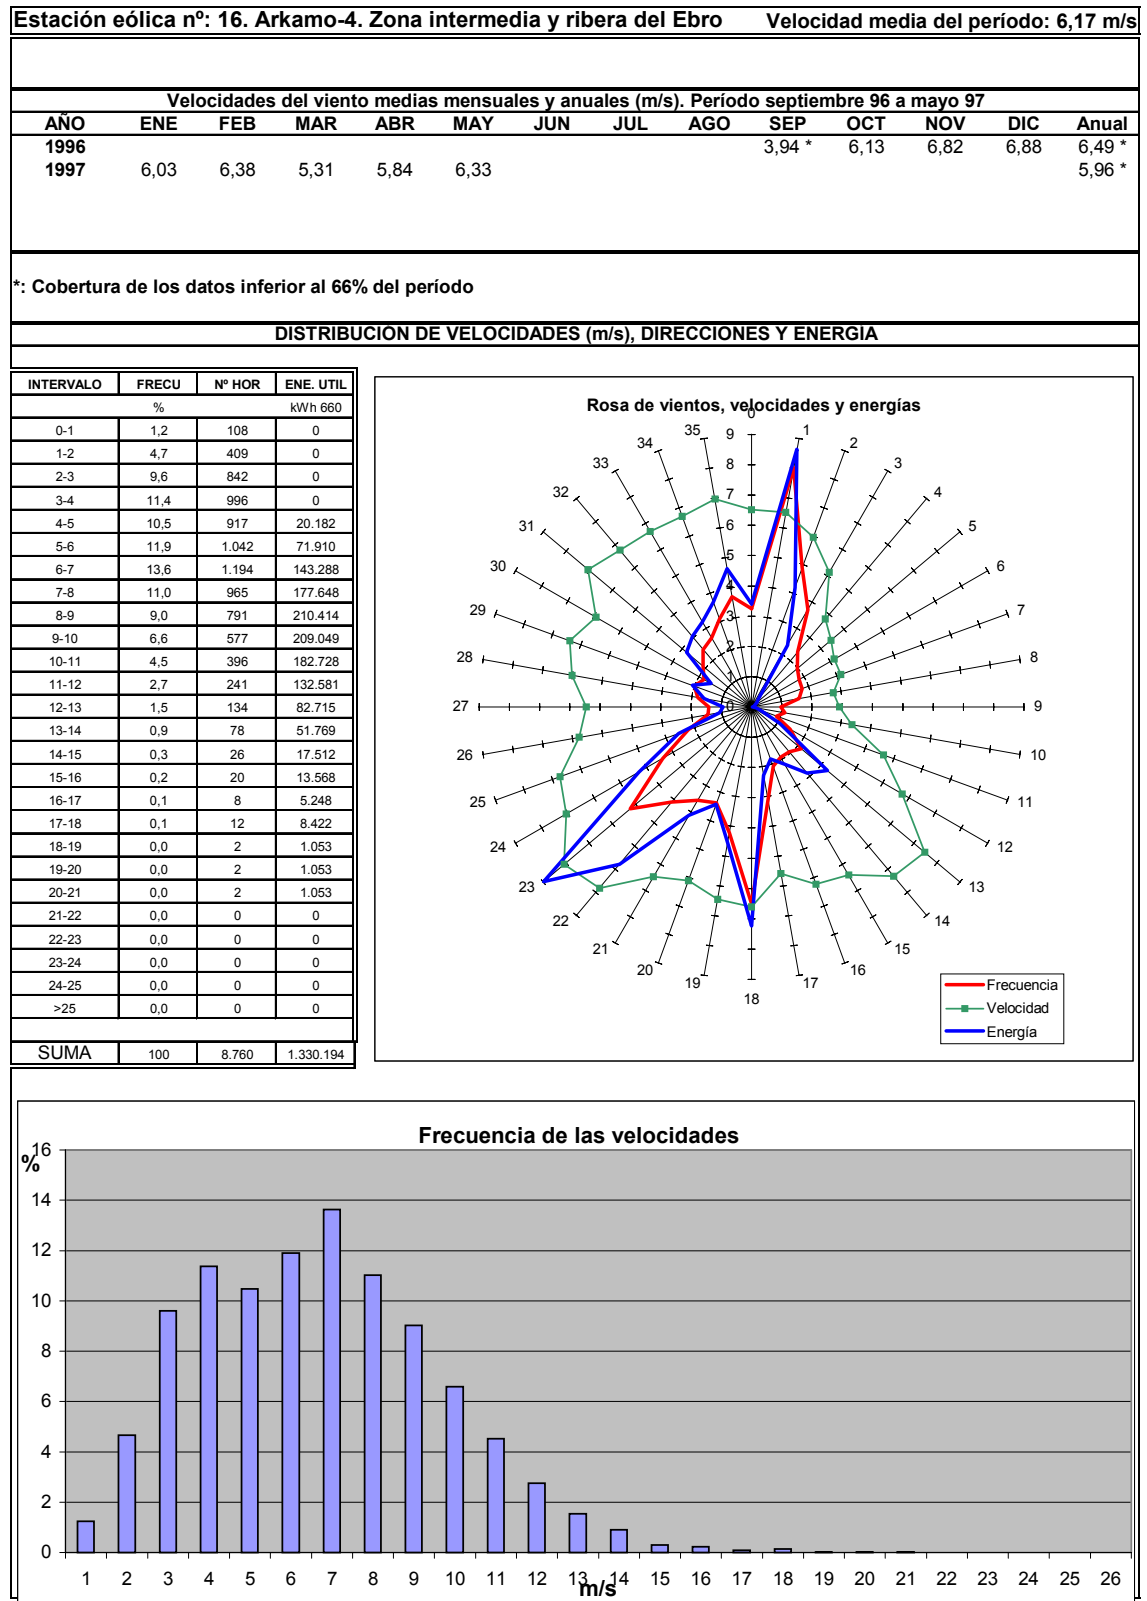 Estación eólica nº: 16. Arkamo-4. Zona intermedia y ribera del Ebro Velocidad media del período: 6,17 m/s
Velocidades del viento medias mensuales y anuales (m/s). Período septiembre 96 a mayo 97
AÑO ENE FEB MAR ABR MAY JUN JUL AGO SEP OCT NOV DIC Anual
1996 3,94 * 6,13 6,82 6,88 6,49 *
1997 6,03 6,38 5,31 5,84 6,33 5,96 *
*: Cobertura de los datos inferior al 66% del período
DISTRIBUCIÓN DE VELOCIDADES (m/s), DIRECCIONES Y ENERGIA
INTERVALO FRECU Nº HOR ENE. UTIL
% kWh 660
0-1 1,2 108 0
1-2 4,7 409 0
2-3 9,6 842 0
3-4 11,4 996 0
4-5 10,5 917 20.182
5-6 11,9 1.042 71.910
6-7 13,6 1.194 143.288
7-8 11,0 965 177.648
8-9 9,0 791 210.414
9-10 6,6 577 209.049
10-11 4,5 396 182.728
11-12 2,7 241 132.581
12-13 1,5 134 82.715
13-14 0,9 78 51.769
14-15 0,3 26 17.512
15-16 0,2 20 13.568
16-17 0,1 8 5.248
17-18 0,1 12 8.422
18-19 0,0 2 1.053
19-20 0,0 2 1.053
20-21 0,0 2 1.053
21-22 0,0 0 0
22-23 0,0 0 0
23-24 0,0 0 0
24-25 0,0 0 0
>25 0,0 0 0
SUMA 100 8.760 1.330.194
Rosa de vientos, velocidades y energías
0
1
2
3
4
5
6
7
8
9
10
11
12
13
14
15
16
17
18
19
20
21
22
23
24
25
26
27
28
29
30
31
32
33
34
35
9
8
7
6
5
4
3
2
1
0
Frecuencia
Velocidad
Energía
Frecuencia de las velocidades
%
16
14
12
10
8
6
4
2
0
1 2 3 4 5 6 7 8 9 10 11 12 13 14 15 16 17 18 19 20 21 22 23 24 25 26
m/s